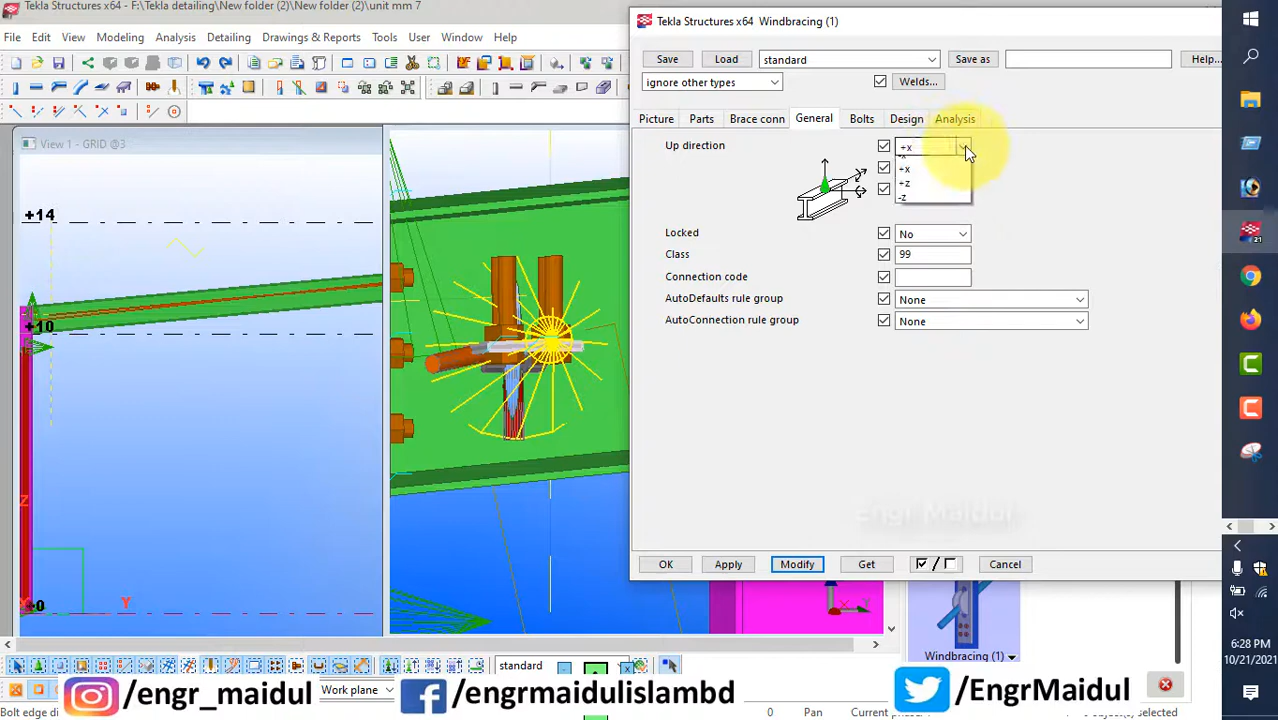 Tekla Structures x64 - F:\Tekla detailing\New folder (2)\New folder (2)\unit mm 7
File Edit View Modeling Analysis Detailing Drawings & Reports Tools User Window Help
View 1 - GRID @3
+14
+10
Z
Y
+0
Tekla Structures x64 Windbracing (1)
Save Load standard Save as Help...
ignore other types Welds...
Picture Parts Brace conn General Bolts Design Analysis
Up direction +x
+x
+z
-z
Locked No
Class 99
Connection code
AutoDefaults rule group None
AutoConnection rule group None
Engr Maidul
OK Apply Modify Get / Cancel
X Y
Windbracing (1)
21
6:28 PM
10/21/2021
standard
Work plane
/engr_maidul /engrmaidulislambd /EngrMaidul
0 Pan